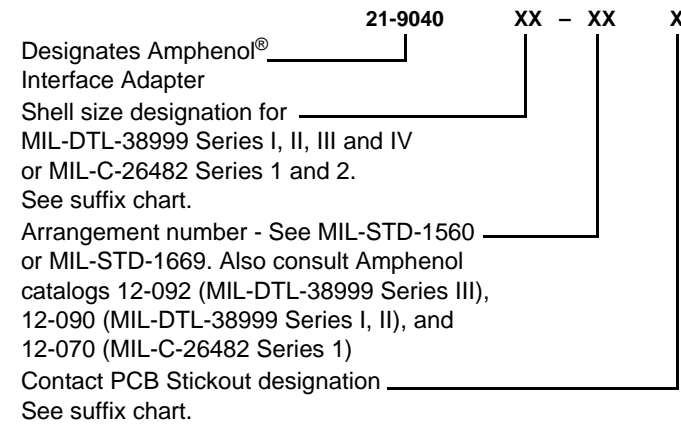 21-9040 XX – XX X
Designates Amphenol®
Interface Adapter
Shell size designation for
MIL-DTL-38999 Series I, II, III and IV
or MIL-C-26482 Series 1 and 2.
See suffix chart.
Arrangement number - See MIL-STD-1560
or MIL-STD-1669. Also consult Amphenol
catalogs 12-092 (MIL-DTL-38999 Series III),
12-090 (MIL-DTL-38999 Series I, II), and
12-070 (MIL-C-26482 Series 1)
Contact PCB Stickout designation
See suffix chart.